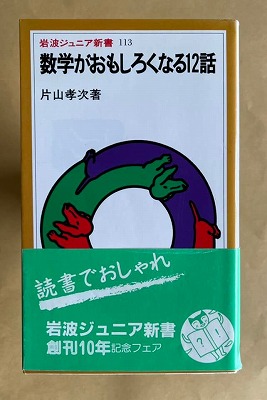 岩波ジュニア新書 113
数学がおもしろくなる12話
片山孝次著
読書でおしゃれ
岩波ジュニア新書
創刊10年記念フェア